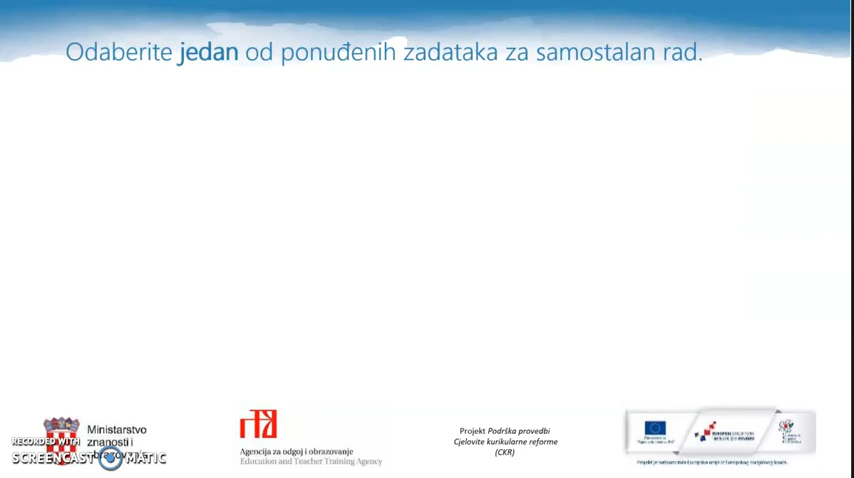 Odaberite jedan od ponuđenih zadataka za samostalan rad.
Ministarstvo
znanosti i
RECORDED WITH
SCREENCAST MATIC
Agencija za odgoj i obrazovanje
Education and Teacher Training Agency
Projekt Podrška provedbi
Cjelovite kurikularne reforme
(CKR)